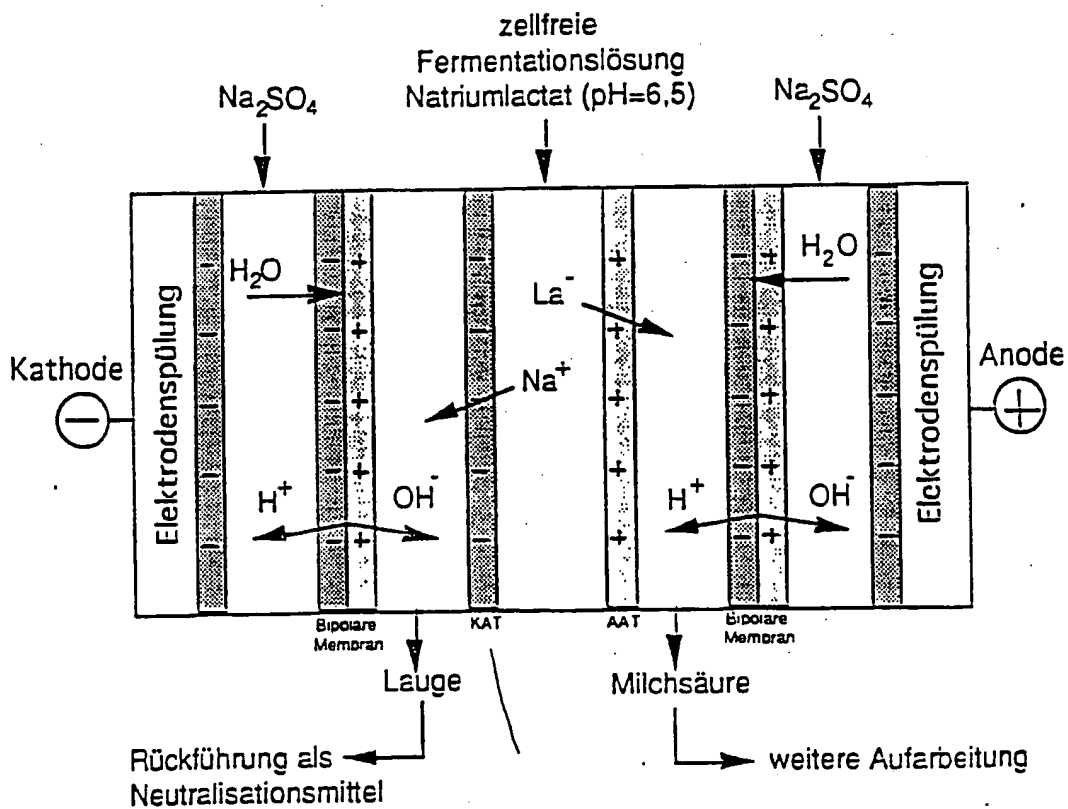 zellfreie
Fermentationslösung
Natriumlactat (pH=6,5)
Na₂SO₄
Na₂SO₄
H₂O
H₂O
La⁻
Na⁺
Kathode
Anode
Elektrodenspülung
Elektrodenspülung
H⁺
OH⁻
H⁺
OH⁻
Bipolare
Membran
KAT
AAT
Bipolare
Membran
Lauge
Milchsäure
Rückführung als
Neutralisationsmittel
weitere Aufarbeitung